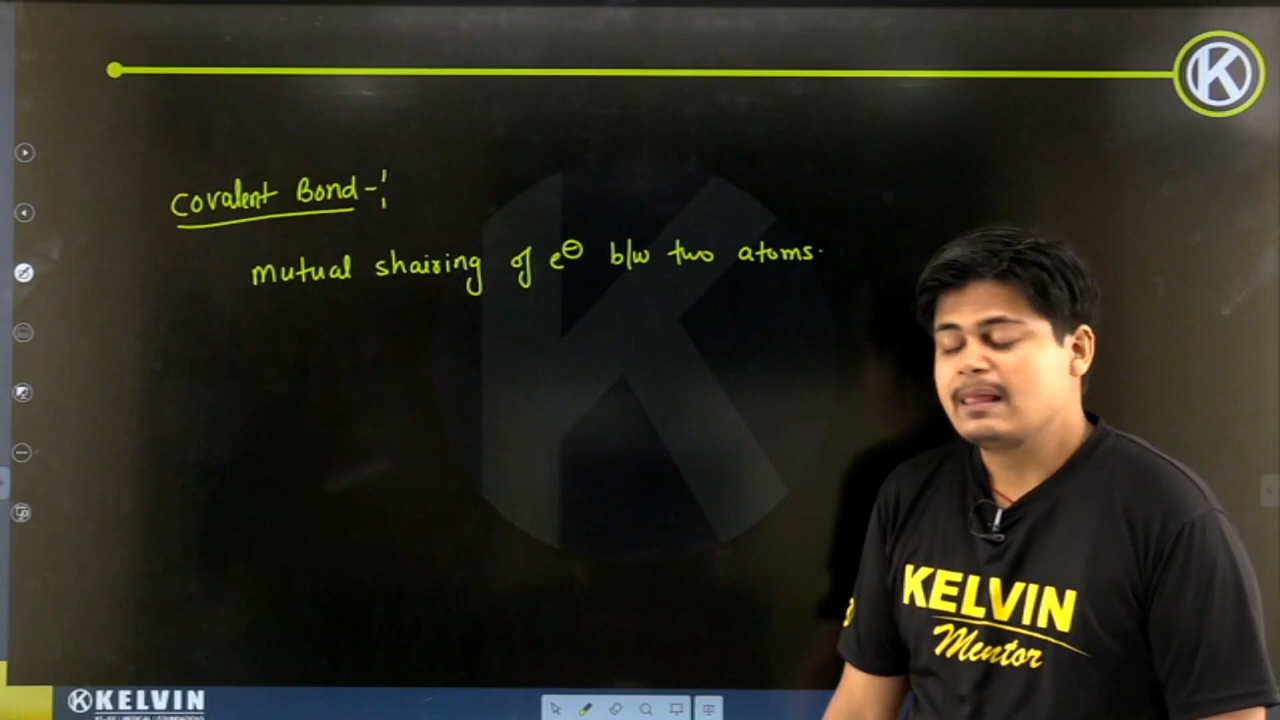 Covalent Bond-:
Mutual shairing of e⊖ b/w two atoms.
KELVIN
Mentor
KELVIN